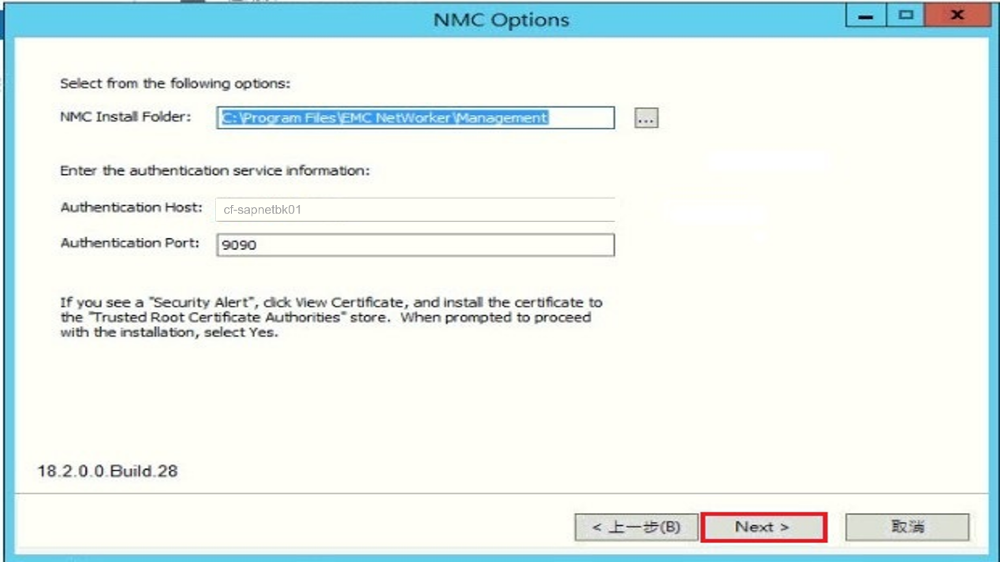 NMC Options
Select from the following options:
NMC Install Folder: C:\Program Files\EMC NetWorker\Management ...
Enter the authentication service information:
Authentication Host: cf-sapnetbk01
Authentication Port: 9090
If you see a "Security Alert", click View Certificate, and install the certificate to
the "Trusted Root Certificate Authorities" store. When prompted to proceed
with the installation, select Yes.
18.2.0.0.Build.28
< 上一步(B) Next > 取消